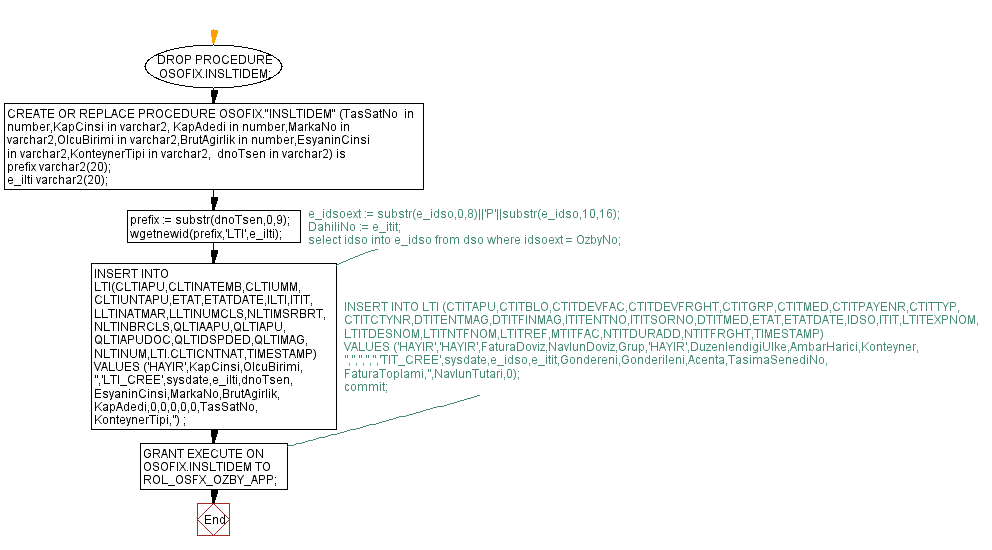 DROP PROCEDURE
OSOFIX.INSLTIDEM;
CREATE OR REPLACE PROCEDURE OSOFIX."INSLTIDEM" (TasSatNo in
number,KapCinsi in varchar2, KapAdedi in number,MarkaNo in
varchar2,OlcuBirimi in varchar2,BrutAgirlik in number,EsyaninCinsi
in varchar2,KonteynerTipi in varchar2, dnoTsen in varchar2) is
prefix varchar2(20);
e_ilti varchar2(20);
prefix := substr(dnoTsen,0,9);
wgetnewid(prefix,'LTI',e_ilti);
e_idsoext := substr(e_idso,0,8)||'P'||substr(e_idso,10,16);
DahiliNo := e_itit;
select idso into e_idso from dso where idsoext = OzbyNo;
INSERT INTO
LTI(CLTIAPU,CLTINATEMB,CLTIUMM,
CLTIUNTAPU,ETAT,ETATDATE,ILTI,ITIT,
LLTINATMAR,LLTINUMCLS,NLTIMSRBRT,
NLTINBRCLS,QLTIAAPU,QLTIAPU,
QLTIAPUDOC,QLTIDSPDED,QLTIMAG,
NLTINUM,LTI.CLTICNTNAT,TIMESTAMP)
VALUES ('HAYIR',KapCinsi,OlcuBirimi,
'','LTI_CREE',sysdate,e_ilti,dnoTsen,
EsyaninCinsi,MarkaNo,BrutAgirlik,
KapAdedi,0,0,0,0,0,TasSatNo,
KonteynerTipi,'') ;
INSERT INTO LTI (CTITAPU,CTITBLO,CTITDEVFAC,CTITDEVFRGHT,CTITGRP,CTITMED,CTITPAYENR,CTITTYP,
CTITCTYNR,DTITENTMAG,DTITFINMAG,ITITENTNO,ITITSORNO,DTITMED,ETAT,ETATDATE,IDSO,ITIT,LTITEXPNOM,
LTITDESNOM,LTITNTFNOM,LTITREF,MTITFAC,NTITDURADD,NTITFRGHT,TIMESTAMP)
VALUES ('HAYIR','HAYIR',FaturaDoviz,NavlunDoviz,Grup,'HAYIR',DuzenlendigiUlke,AmbarHarici,Konteyner,
'','','','','','TIT_CREE',sysdate,e_idso,e_itit,Gondereni,Gonderileni,Acenta,TasimaSenediNo,
FaturaToplami,'',NavlunTutari,0);
commit;
GRANT EXECUTE ON
OSOFIX.INSLTIDEM TO
ROL_OSFX_OZBY_APP;
End